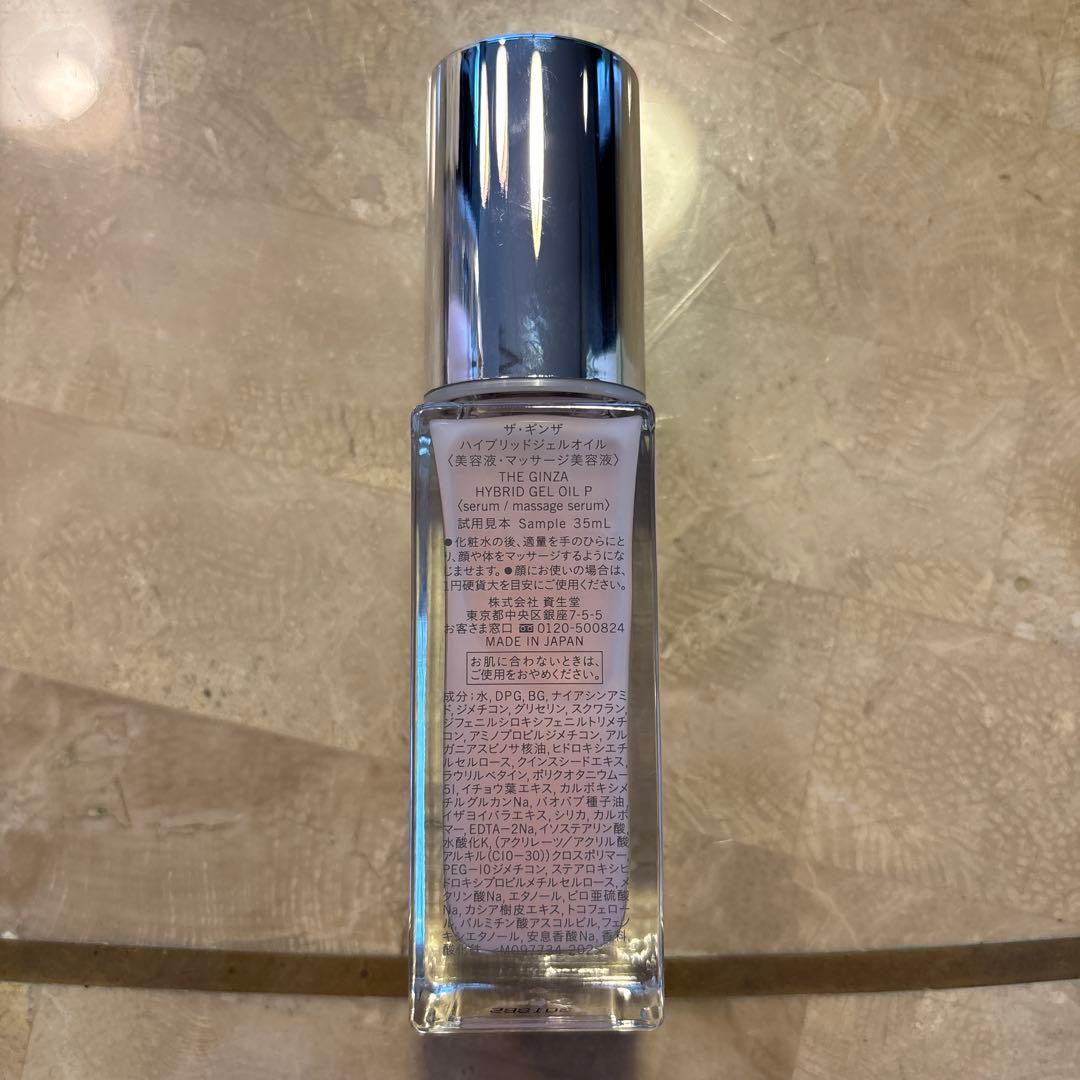 ザ・ギンザ
ハイブリッドジェルオイル
〈美容液・マッサージ美容液〉
THE GINZA
HYBRID GEL OIL P
〈serum / massage serum〉
試用見本 Sample 35mL
●化粧水の後、適量を手のひらにと
り、顔や体をマッサージするようにな
じませます。●顔にお使いの場合は、
1円硬貨大を目安にご使用ください。
株式会社 資生堂
東京都中央区銀座7-5-5
お客さま窓口 0120-500824
MADE IN JAPAN
お肌に合わないときは、
ご使用をおやめください。
成分;水, DPG, BG, ナイアシンアミ
ド, ジメチコン, グリセリン, スクワラン,
ジフェニルシロキシフェニルトリメチ
コン, アミノプロピルジメチコン, アル
ガニアスピノサ核油, ヒドロキシエチ
ルセルロース, クインスシードエキス,
ラウリルベタイン, ポリクオタニウム-
51, イチョウ葉エキス, カルボキシメ
チルグルカンNa, バオバブ種子油,
イザヨイバラエキス, シリカ, カルボ
マー, EDTA-2Na, イソステアリン酸,
水酸化K, (アクリレーツ/アクリル酸
アルキル(C10-30))クロスポリマー,
PEG-10ジメチコン, ステアロキシヒ
ドロキシプロピルメチルセルロース, メ
タリン酸Na, エタノール, ピロ亜硫酸
Na, カシア樹皮エキス, トコフェロー
ル, パルミチン酸アスコルビル, フェノ
キシエタノール, 安息香酸Na, 香料,
酸化鉄 <M097734-202